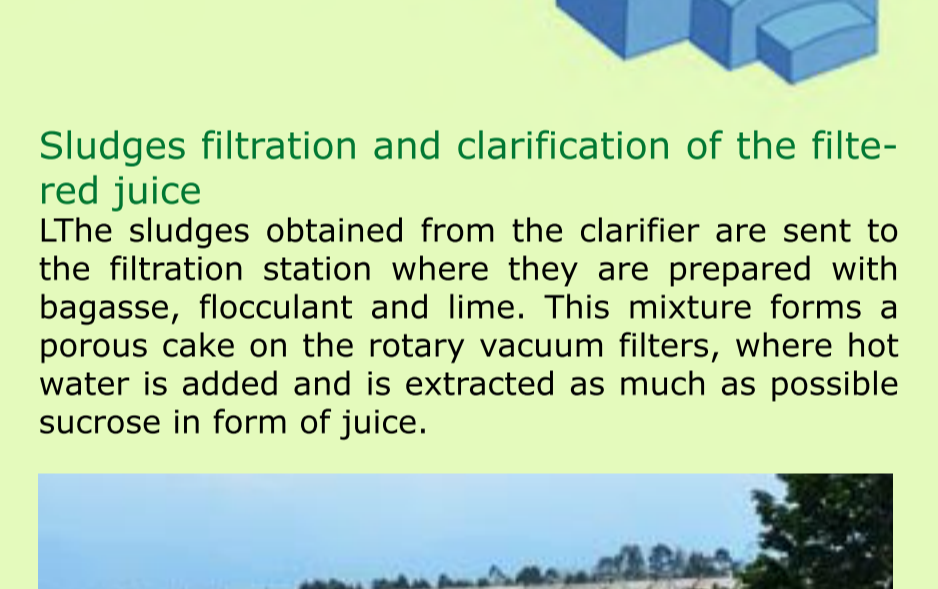 Sludges filtration and clarification of the filte-
red juice
LThe sludges obtained from the clarifier are sent to
the filtration station where they are prepared with
bagasse, flocculant and lime. This mixture forms a
porous cake on the rotary vacuum filters, where hot
water is added and is extracted as much as possible
sucrose in form of juice.